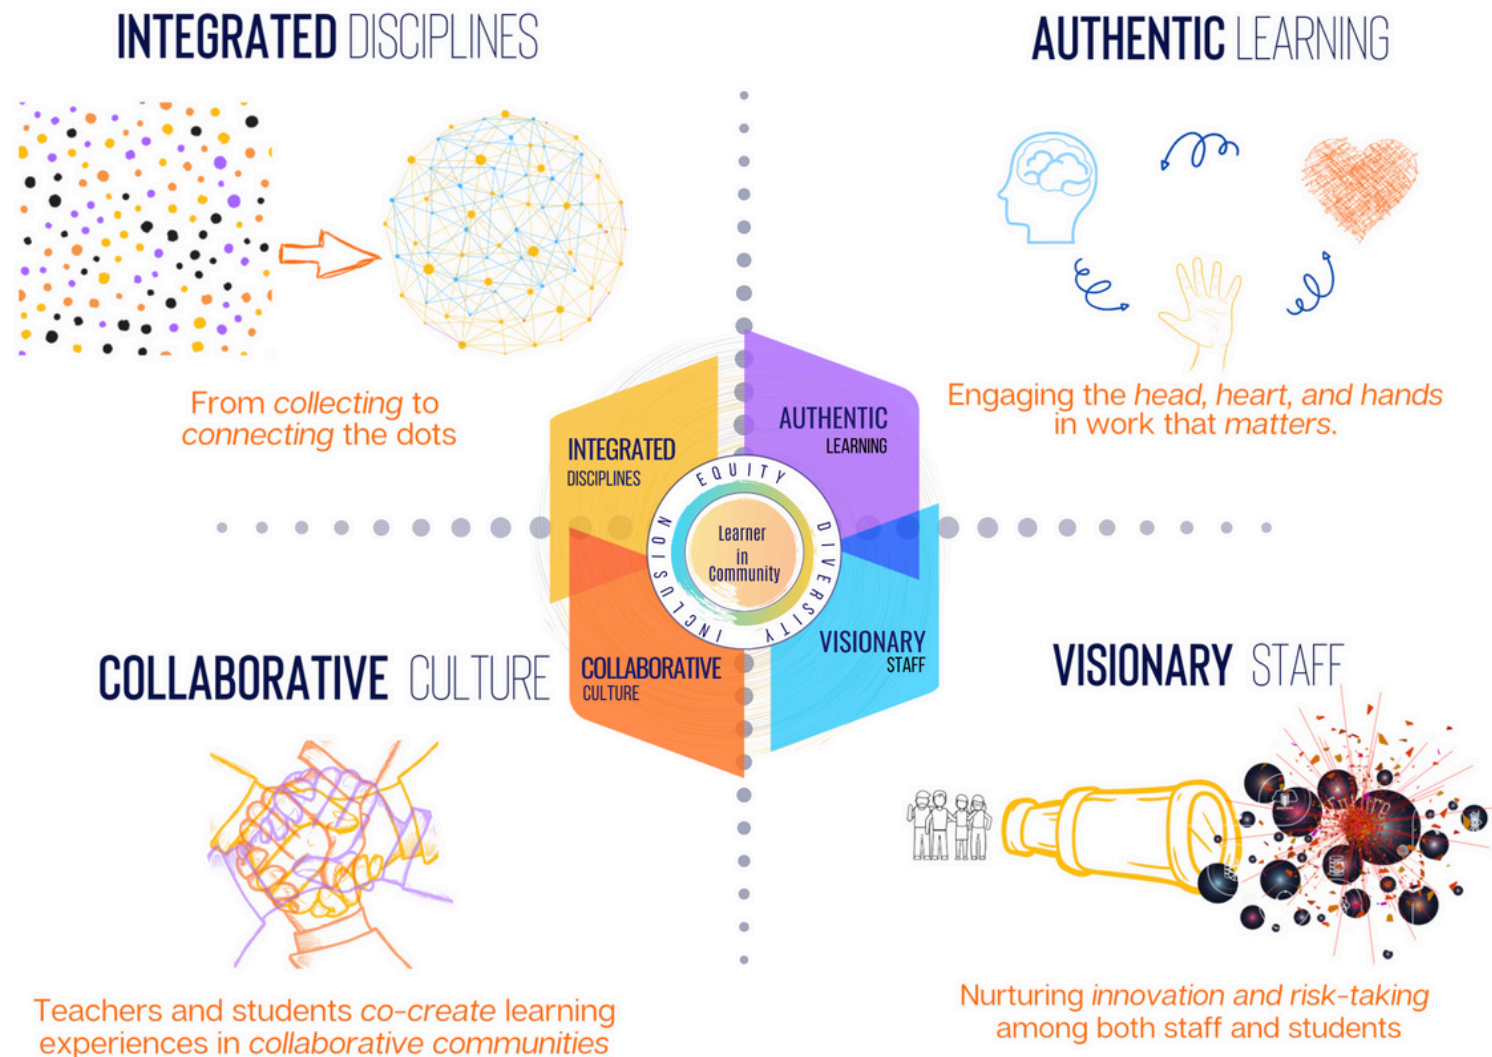 INTEGRATED DISCIPLINES
AUTHENTIC LEARNING
From collecting to
connecting the dots
Engaging the head, heart, and hands
in work that matters.
INTEGRATED
DISCIPLINES
AUTHENTIC
LEARNING
EQUITY
DIVERSITY
INCLUSION
Learner
in
Community
COLLABORATIVE
CULTURE
VISIONARY
STAFF
COLLABORATIVE CULTURE
VISIONARY STAFF
Future
Teachers and students co-create learning
experiences in collaborative communities
Nurturing innovation and risk-taking
among both staff and students